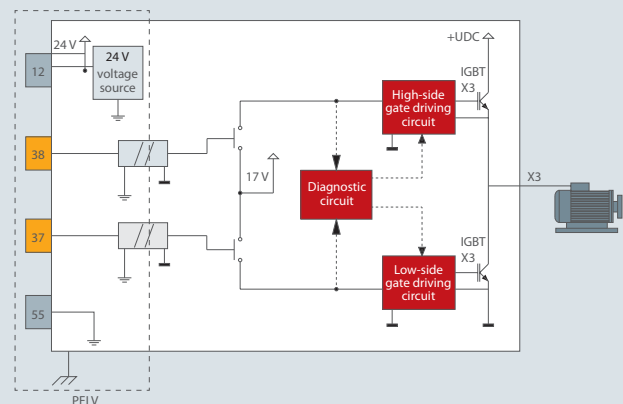 24 V
12
24 V
voltage
source
+UDC
IGBT
X3
High-side
gate driving
circuit
38
17 V
Diagnostic
circuit
X3
37
IGBT
X3
Low-side
gate driving
circuit
55
PELV